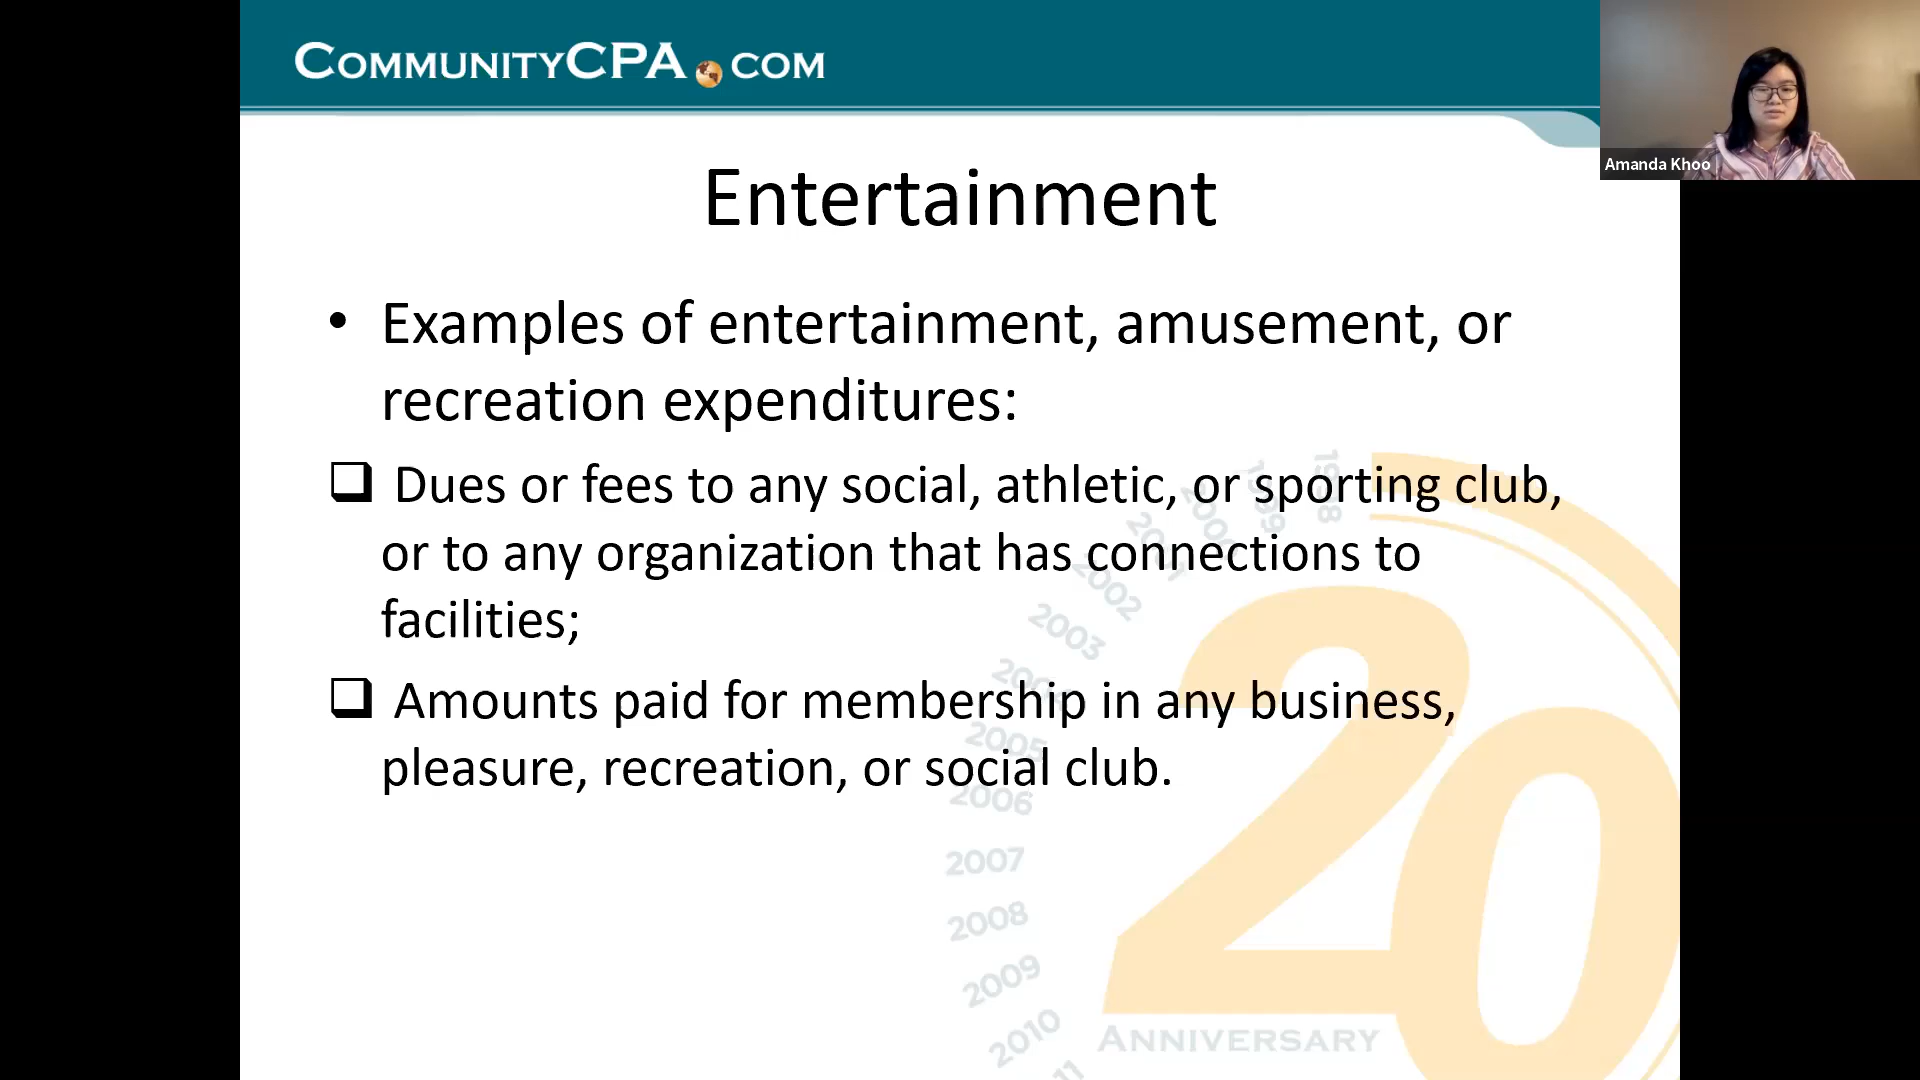 COMMUNITYCPA.COM
Amanda Khoo
Entertainment
• Examples of entertainment, amusement, or
recreation expenditures:
❑ Dues or fees to any social, athletic, or sporting club,
or to any organization that has connections to
facilities;
❑ Amounts paid for membership in any business,
pleasure, recreation, or social club.
1998
1999
2000
2001
2002
2003
2004
2005
2006
2007
2008
2009
2010
20
ANNIVERSARY